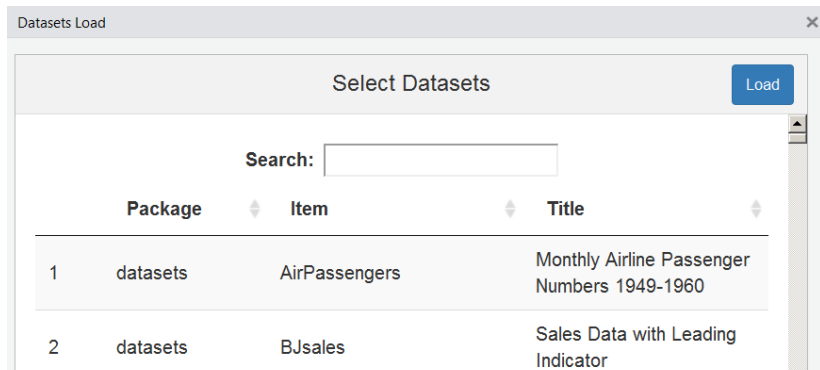 Datasets Load
Select Datasets
Load
Search:
Package Item Title
1 datasets AirPassengers Monthly Airline Passenger
Numbers 1949-1960
2 datasets BJsales Sales Data with Leading
Indicator